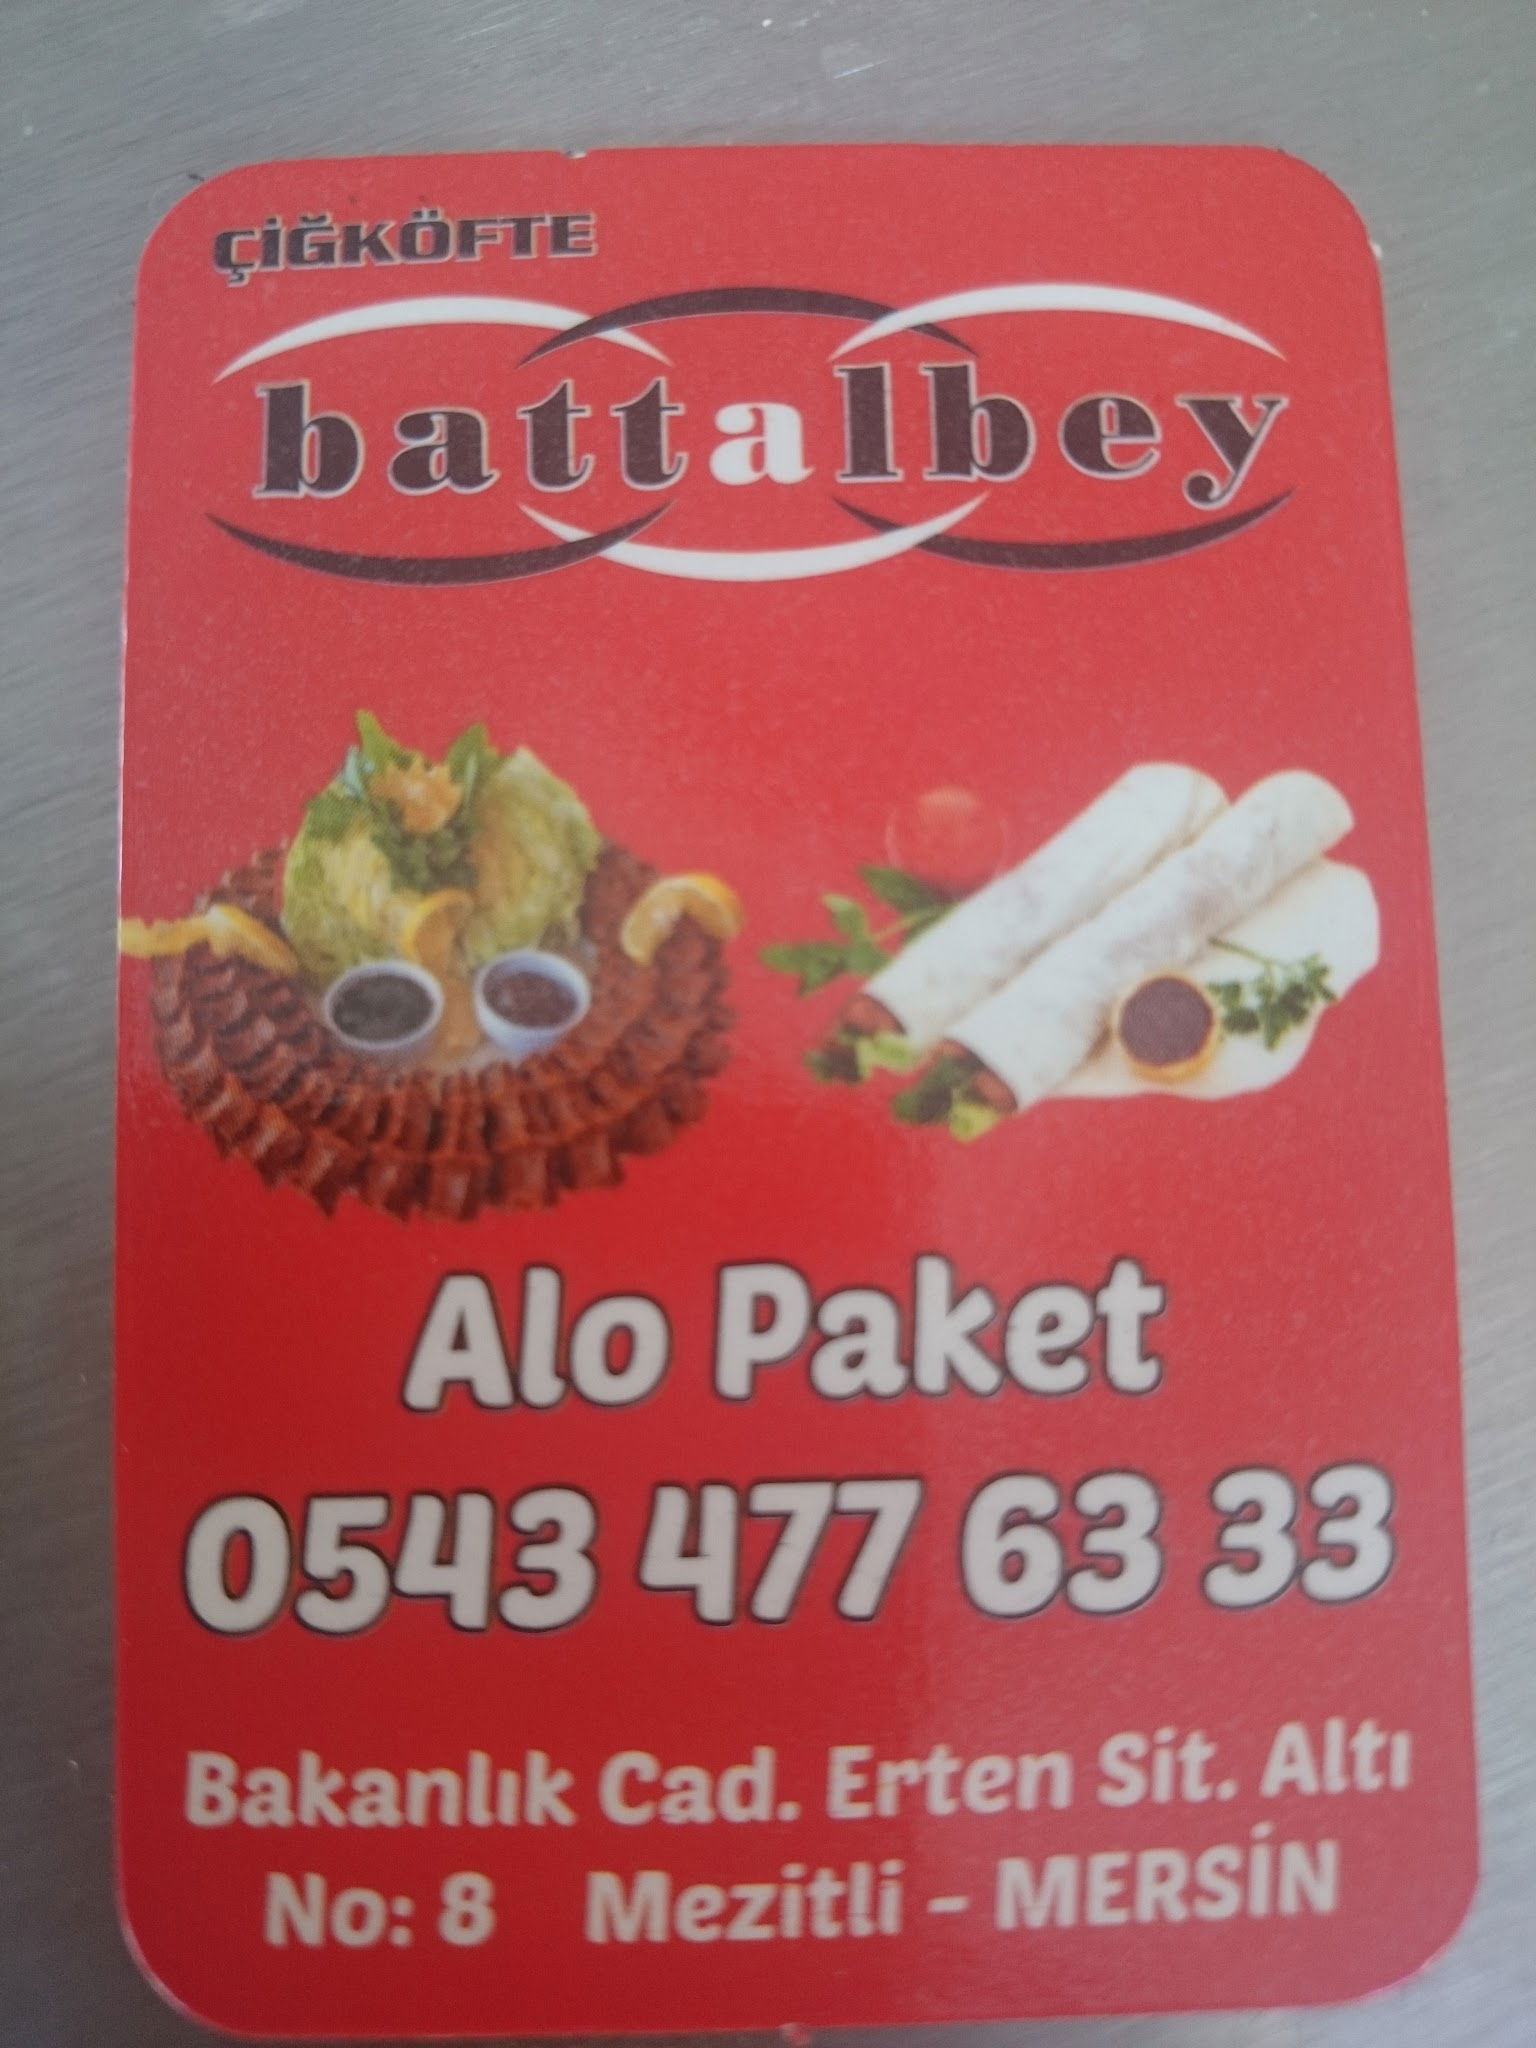 ÇİĞKÖFTE
battalbey
Alo Paket
0543 477 63 33
Bakanlık Cad. Erten Sit. Altı
No: 8 Mezitli - MERSİN